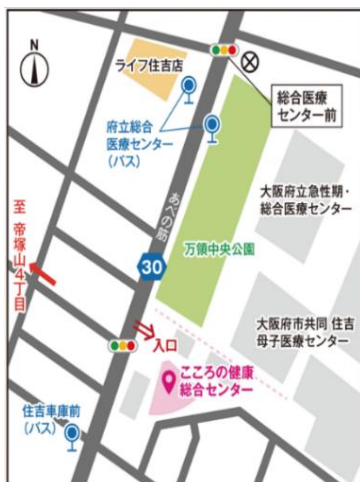 N
ライフ住吉店
総合医療
センター前
府立総合
医療センター
(バス)
あべの筋
大阪府立急性期・
総合医療センター
至 帝塚山4丁目
万領中央公園
30
大阪府市共同 住吉
母子医療センター
入口
こころの健康
総合センター
住吉車庫前
(バス)